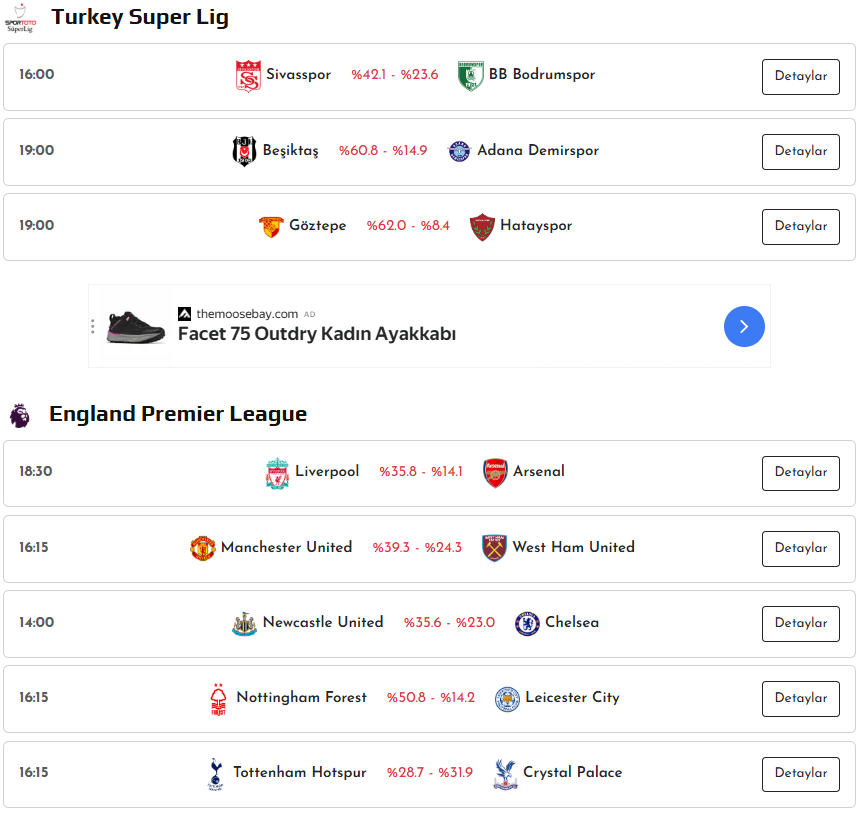 SPORTOTO
SüperLig
Turkey Super Lig
16:00 Sivasspor %42.1 - %23.6 BB Bodrumspor Detaylar
19:00 Beşiktaş %60.8 - %14.9 Adana Demirspor Detaylar
19:00 Göztepe %62.0 - %8.4 Hatayspor Detaylar
themoosebay.com AD
Facet 75 Outdry Kadın Ayakkabı
England Premier League
18:30 Liverpool %35.8 - %14.1 Arsenal Detaylar
16:15 Manchester United %39.3 - %24.3 West Ham United Detaylar
14:00 Newcastle United %35.6 - %23.0 Chelsea Detaylar
16:15 Nottingham Forest %50.8 - %14.2 Leicester City Detaylar
16:15 Tottenham Hotspur %28.7 - %31.9 Crystal Palace Detaylar